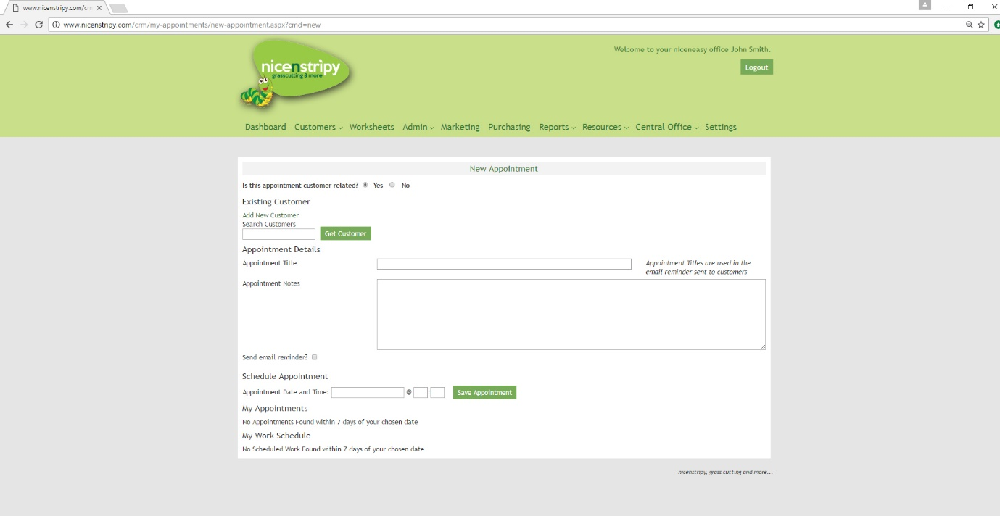 www.nicenstripy.com/crm
www.nicenstripy.com/crm/my-appointments/new-appointment.aspx?cmd=new
nicenstripy
grasscutting & more
Welcome to your niceneasy office John Smith.
Logout
Dashboard Customers Worksheets Admin Marketing Purchasing Reports Resources Central Office Settings
New Appointment
Is this appointment customer related? Yes No
Existing Customer
Add New Customer
Search Customers
Get Customer
Appointment Details
Appointment Title
Appointment Titles are used in the
email reminder sent to customers
Appointment Notes
Send email reminder?
Schedule Appointment
Appointment Date and Time: @ : Save Appointment
My Appointments
No Appointments Found within 7 days of your chosen date
My Work Schedule
No Scheduled Work Found within 7 days of your chosen date
nicenstripy, grass cutting and more...